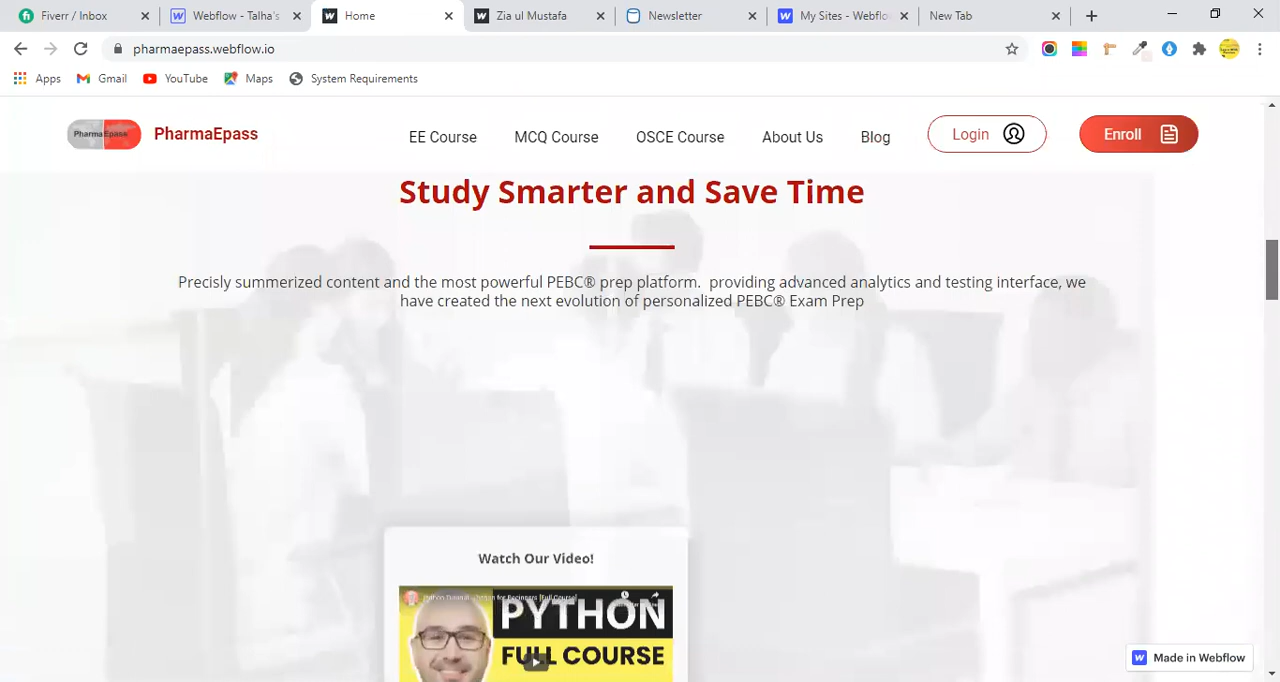 Fiverr / Inbox
Webflow - Talha's
Home
Zia ul Mustafa
Newsletter
My Sites - Webflo
New Tab
pharmaepass.webflow.io
Apps
Gmail
YouTube
Maps
System Requirements
PharmaEpass
PharmaEpass
EE Course
MCQ Course
OSCE Course
About Us
Blog
Login
Enroll
Study Smarter and Save Time
Precisly summerized content and the most powerful PEBC® prep platform. providing advanced analytics and testing interface, we
have created the next evolution of personalized PEBC® Exam Prep
Watch Our Video!
PYTHON
FULL COURSE
Made in Webflow